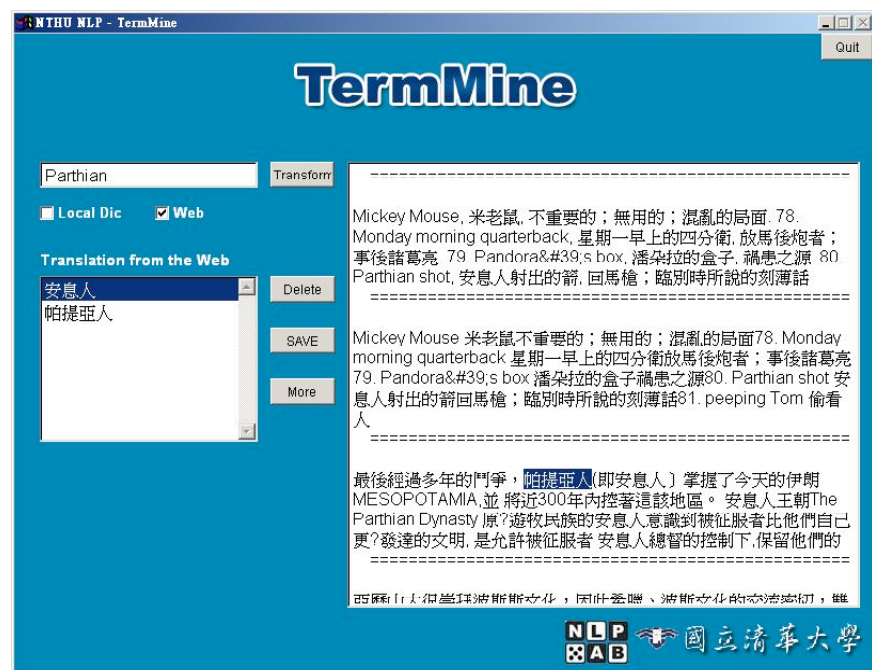 NTHU NLP - TermMine
Quit
TermMine
Parthian
Transform
Local Dic
Web
Translation from the Web
安息人
帕提亞人
Delete
SAVE
More
--------------------------------------------------
Mickey Mouse, 米老鼠, 不重要的；無用的；混亂的局面. 78.
Monday morning quarterback, 星期一早上的四分衛, 放馬後炮者；
事後諸葛亮. 79. Pandora&#39;s box, 潘朵拉的盒子, 禍患之源. 80.
Parthian shot, 安息人射出的箭, 回馬槍；臨別時所說的刻薄話
==================================================
Mickey Mouse 米老鼠不重要的；無用的；混亂的局面78. Monday
morning quarterback 星期一早上的四分衛放馬後炮者；事後諸葛亮
79. Pandora&#39;s box 潘朵拉的盒子禍患之源80. Parthian shot 安
息人射出的箭回馬槍；臨別時所說的刻薄話81. peeping Tom 偷看
人
==================================================
最後經過多年的鬥爭，帕提亞人(即安息人〕掌握了今天的伊朗
MESOPOTAMIA,並 將近300年內控著這該地區。 安息人王朝The
Parthian Dynasty 原?遊牧民族的安息人意識到被征服者比他們自己
更?發達的文明, 是允許被征服者 安息人總督的控制下,保留他們的
==================================================
NLP
LAB
國立清華大學